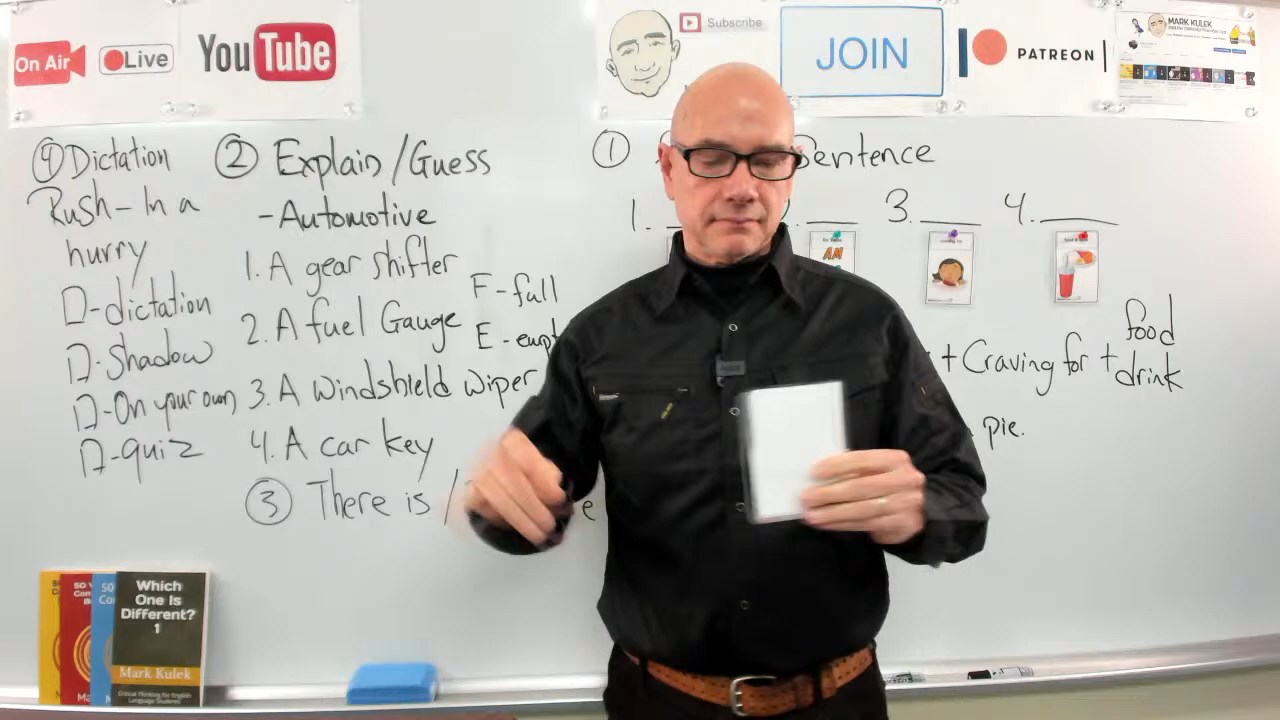 On Air
Live
YouTube
Subscribe
JOIN
PATREON
MARK KULEK
④ Dictation
Rush - In a
hurry
D-dictation
D-Shadow
D-On your own
D-quiz
② Explain/Guess
- Automotive
1. A gear shifter
2. A fuel Gauge
F-full
E-empt
3. A windshield wiper
4. A car key
③ There is /
e
① Sentence
1. 2. 3. 4.
AM
+ Craving for + food
drink
pie.
Which
One Is
Different?
1
Mark Kulek
Critical Thinking for English
Language Students